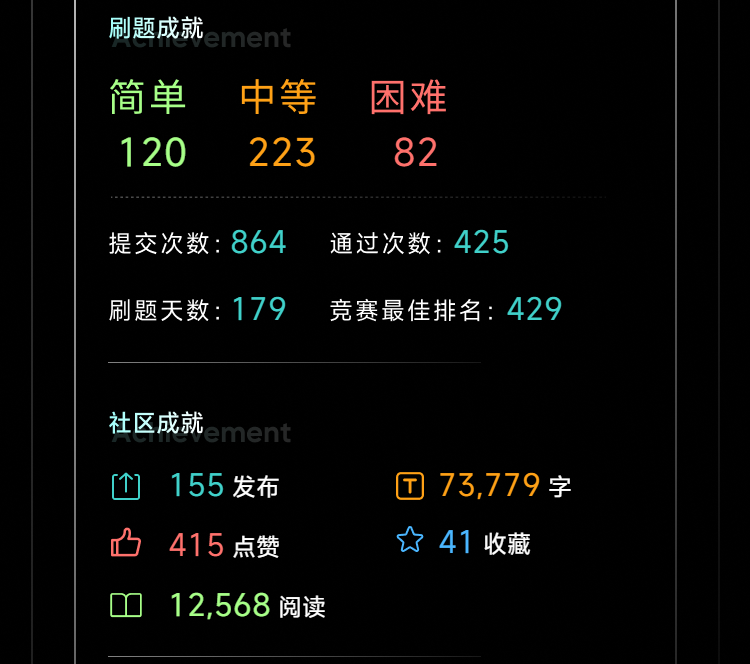 刷题成就
Achievement
简单 中等 困难
120 223 82
提交次数: 864 通过次数: 425
刷题天数: 179 竞赛最佳排名: 429
社区成就
Achievement
155 发布 T 73,779 字
415 点赞 41 收藏
12,568 阅读